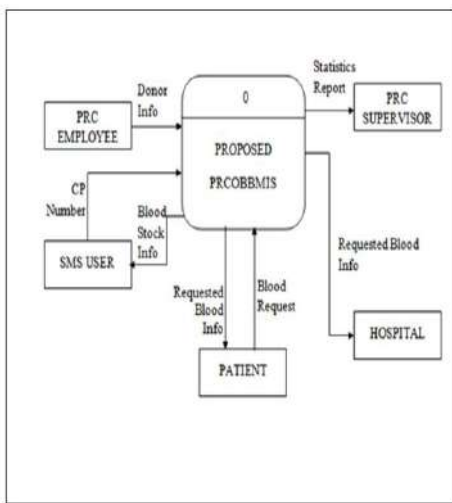 Donor
Info
PRC
EMPLOYEE
0
PROPOSED
PRCOBBMIS
Statistics
Report
PRC
SUPERVISOR
CP
Number
Blood
Stock
Info
SMS USER
Requested
Blood
Info
Blood
Request
Requested Blood
Info
HOSPITAL
PATIENT